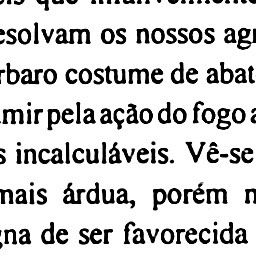 esolvam os nossos agr
rbaro costume de abat
mir pela ação do fogo a
s incalculáveis. Vê-se
mais árdua, porém n
na de ser favorecida